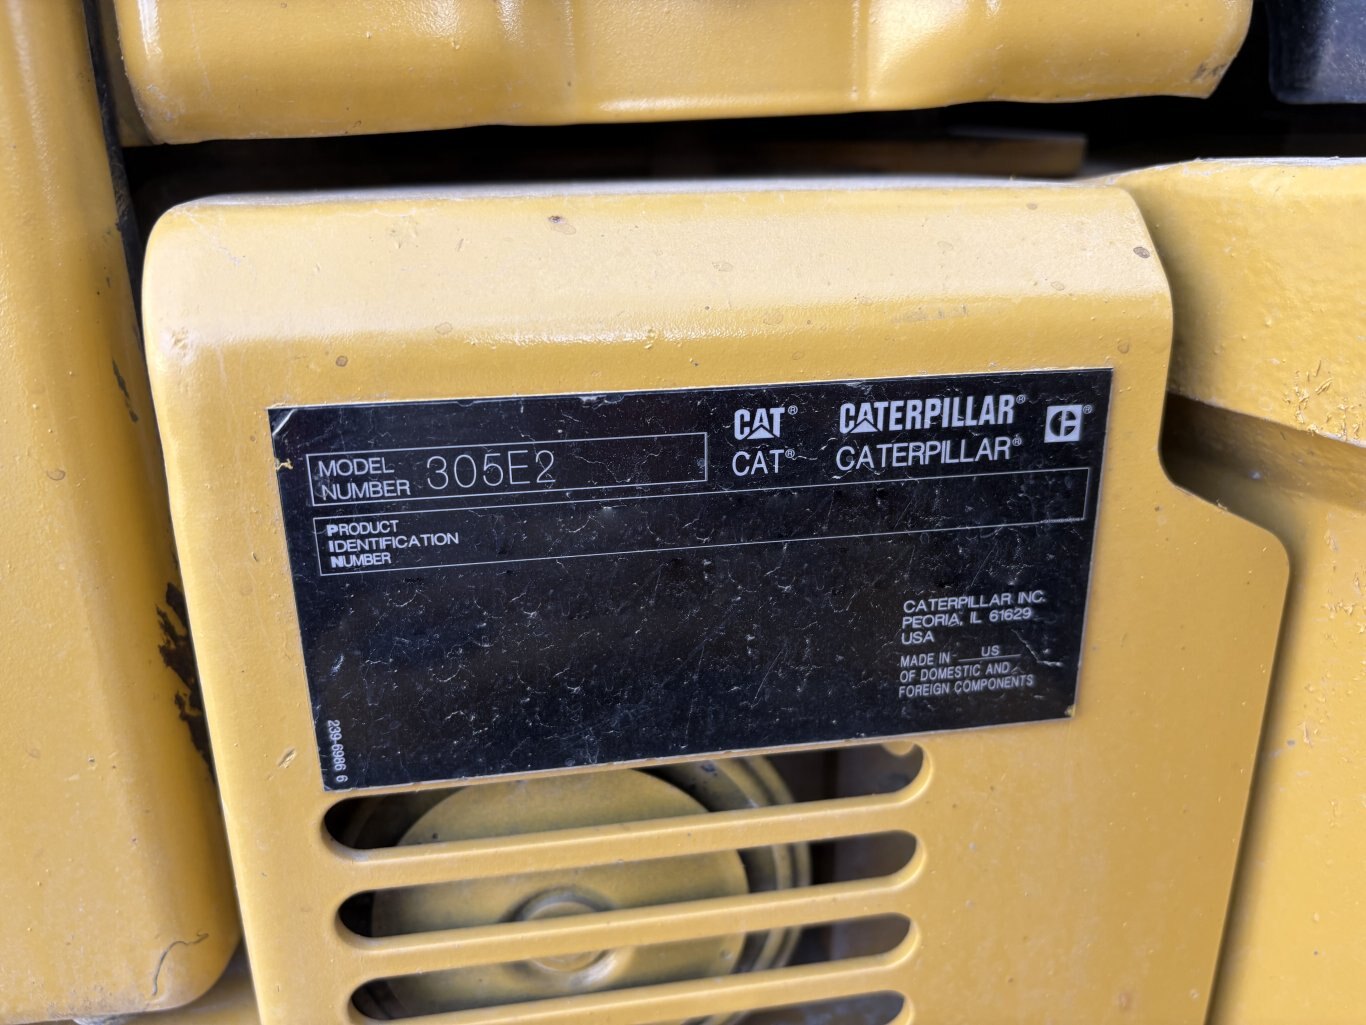 MODEL
NUMBER 305E2
CAT® CATERPILLAR® ®
CAT® CATERPILLAR®
PRODUCT
IDENTIFICATION
NUMBER
CATERPILLAR INC.
PEORIA, IL 61629
USA
MADE IN US
OF DOMESTIC AND
FOREIGN COMPONENTS
239-6986 6